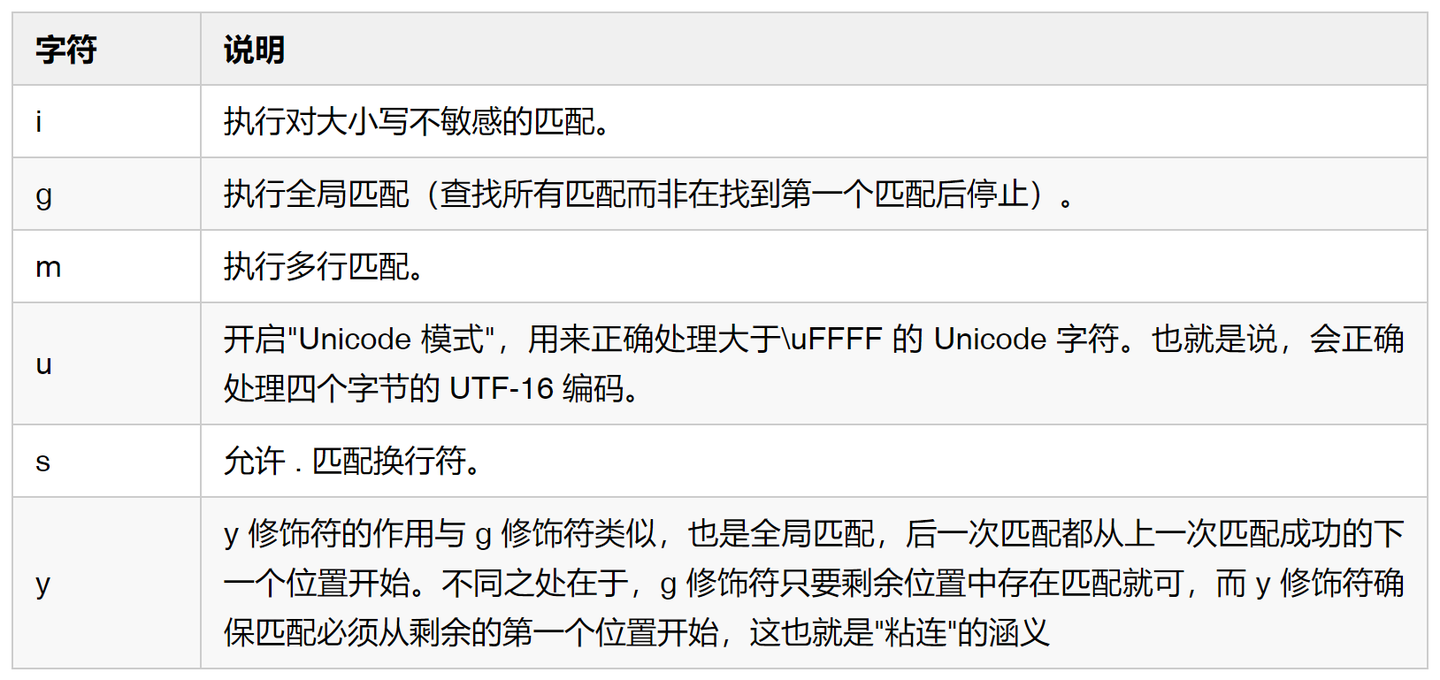 字符 说明
i 执行对大小写不敏感的匹配。
g 执行全局匹配（查找所有匹配而非在找到第一个匹配后停止）。
m 执行多行匹配。
u 开启"Unicode 模式"，用来正确处理大于\uFFFF 的 Unicode 字符。也就是说，会正确
处理四个字节的 UTF-16 编码。
s 允许 . 匹配换行符。
y 修饰符的作用与 g 修饰符类似，也是全局匹配，后一次匹配都从上一次匹配成功的下
y 一个位置开始。不同之处在于，g 修饰符只要剩余位置中存在匹配就可，而 y 修饰符确
保匹配必须从剩余的第一个位置开始，这也就是"粘连"的涵义